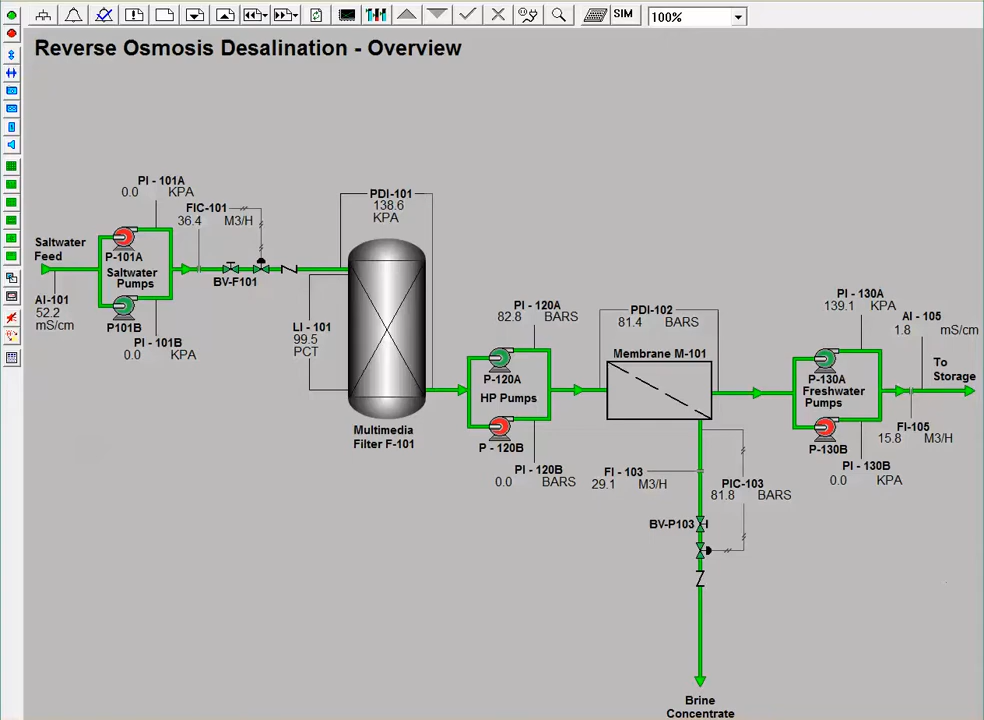 SIM
100%
Reverse Osmosis Desalination - Overview
PI - 101A
0.0 KPA
FIC-101
36.4 M3/H
PDI-101
138.6
KPA
Saltwater
Feed
P-101A
Saltwater
Pumps
BV-F101
AI-101
52.2
mS/cm
P101B
PI - 101B
0.0 KPA
LI - 101
99.5
PCT
Multimedia
Filter F-101
PI - 120A
82.8 BARS
P-120A
HP Pumps
P - 120B
PI - 120B
0.0 BARS
PDI-102
81.4 BARS
Membrane M-101
FI - 103
29.1 M3/H
PIC-103
81.8 BARS
BV-P103
Brine
Concentrate
PI - 130A
139.1 KPA
AI - 105
1.8 mS/cm
To
Storage
P-130A
Freshwater
Pumps
FI-105
15.8 M3/H
P-130B
PI - 130B
0.0 KPA